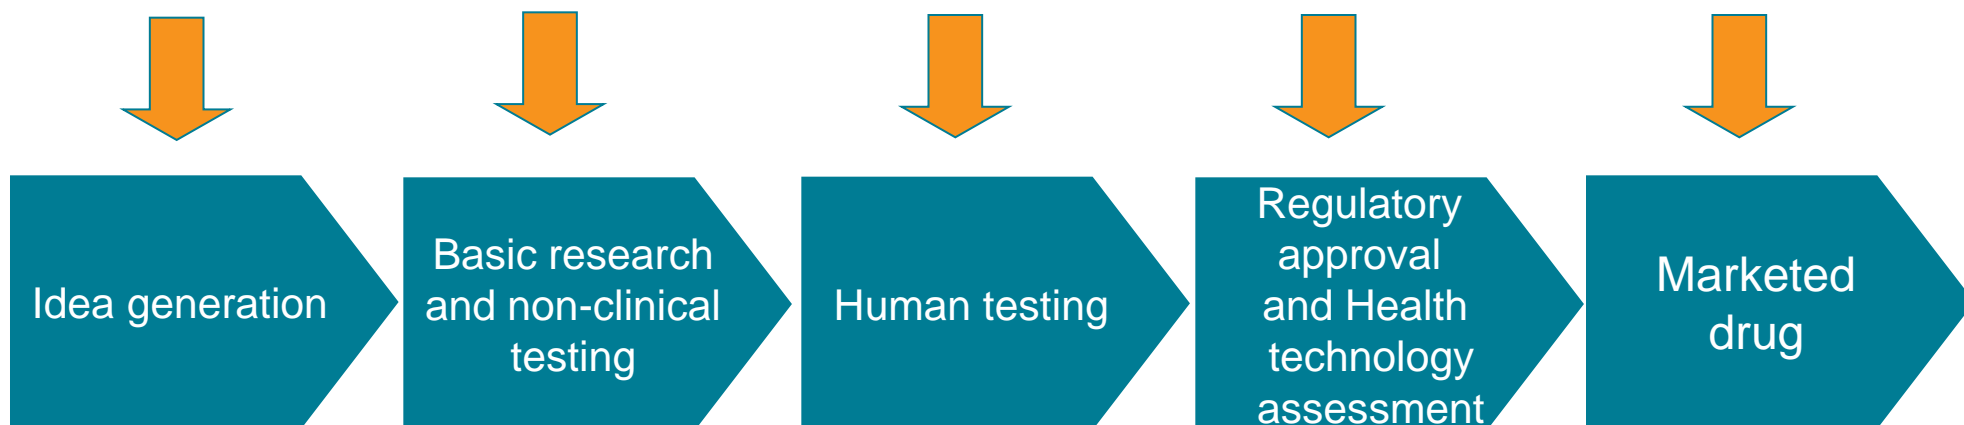 Idea generation
Basic research
and non-clinical
testing
Human testing
Regulatory
approval
and Health
technology
assessment
Marketed
drug